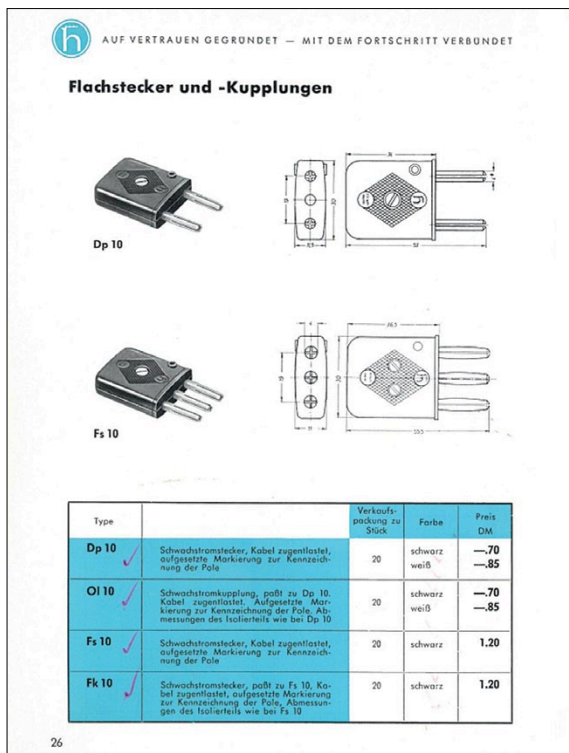 h AUF VERTRAUEN GEGRÜNDET — MIT DEM FORTSCHRITT VERBÜNDET
Flachstecker und -Kupplungen
Dp 10
Fs 10
Type Verkaufs-
packung zu
Stück Farbe Preis
DM
Dp 10 Schwachstromstecker, Kabel zugentlastet,
aufgesetzte Markierung zur Kennzeich-
nung der Pole 20 schwarz —.70
weiß —.85
Ol 10 Schwachstromkupplung, paßt zu Dp 10.
Kabel zugentlastet. Aufgesetzte Mar-
kierung zur Kennzeichnung der Pole. Ab-
messungen des Isolierteils wie bei Dp 10 20 schwarz —.70
weiß —.85
Fs 10 Schwachstromstecker, Kabel zugentlastet,
aufgesetzte Markierung zur Kennzeich-
nung der Pole 20 schwarz 1.20
Fk 10 Schwachstromstecker, paßt zu Fs 10, Ka-
bel zugentlastet, aufgesetzte Markierung
zur Kennzeichnung der Pole, Abmessun-
gen des Isolierteils wie bei Fs 10 20 schwarz 1.20
26